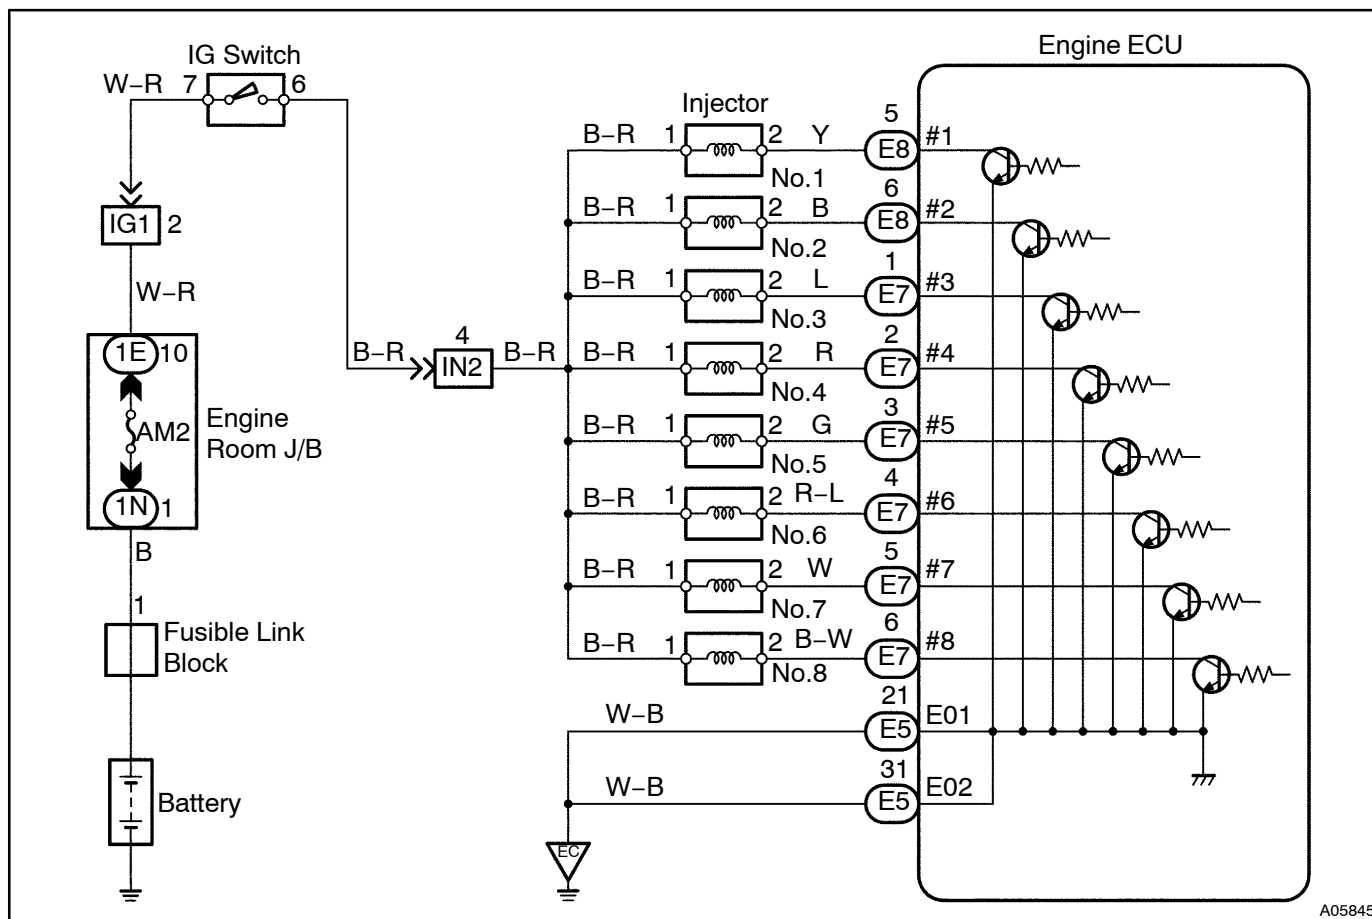 Engine ECU
IG Switch
W–R 7 6
Injector
5
B–R 1 2 Y E8 #1
No.1
6
B–R 1 2 B E8 #2
No.2
IG1 2
1
B–R 1 2 L E7 #3
No.3
W–R
4
2
1E 10
B–R IN2 B–R B–R 1 2 R E7 #4
No.4
AM2
Engine
Room J/B
3
B–R 1 2 G E7 #5
No.5
1N 1
4
B–R 1 2 R–L E7 #6
No.6
B
5
B–R 1 2 W E7 #7
No.7
1
Fusible Link
Block
6
B–R 1 2 B–W E7 #8
No.8
21
W–B E5 E01
31
W–B E5 E02
Battery
EC
A05845